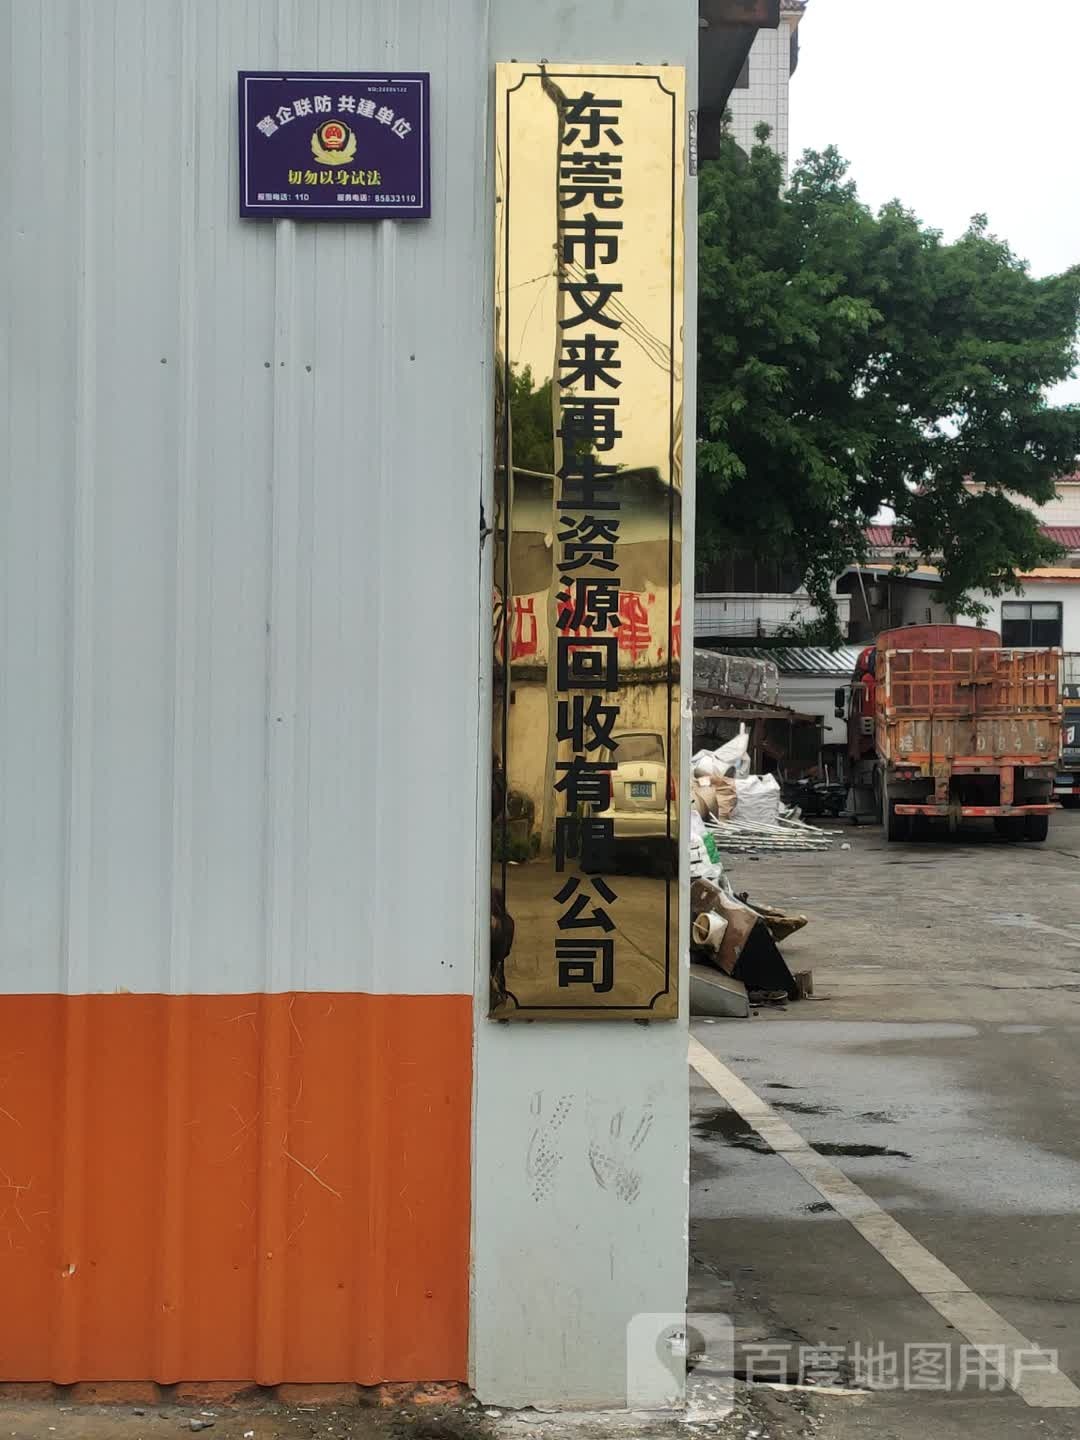 NO:20209122
警企联防 共建单位
切勿以身试法
报警电话：110 服务电话：85833110
东莞市文来再生资源回收有限公司
百度地图用户